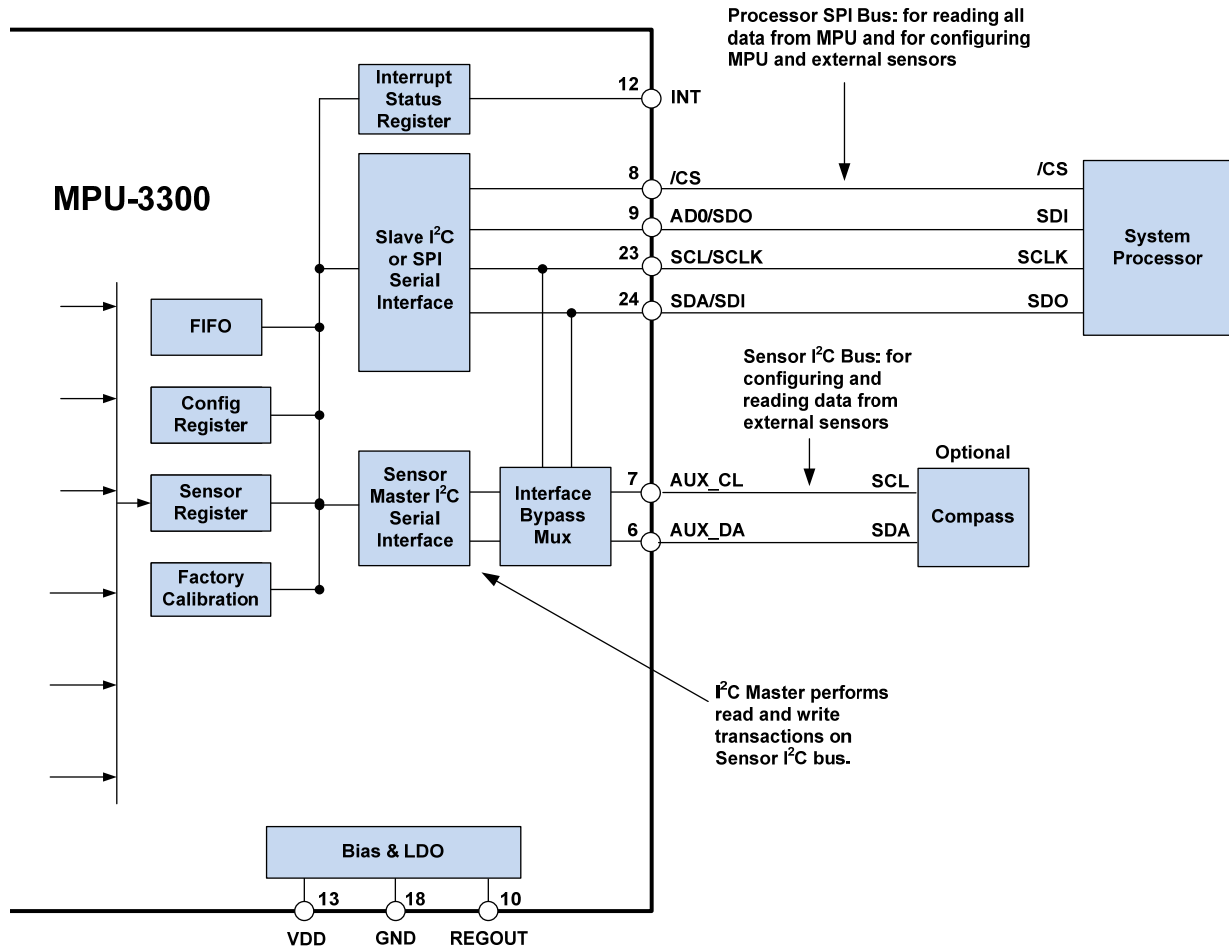 Processor SPI Bus: for reading all
data from MPU and for configuring
MPU and external sensors
Interrupt
Status
Register
12
INT
MPU-3300
Slave I²C
or SPI
Serial
Interface
8
/CS
/CS
9
AD0/SDO
SDI
23
SCL/SCLK
SCLK
24
SDA/SDI
SDO
System
Processor
FIFO
Config
Register
Sensor
Register
Factory
Calibration
Sensor I²C Bus: for
configuring and
reading data from
external sensors
Optional
Sensor
Master I²C
Serial
Interface
Interface
Bypass
Mux
7
AUX_CL
SCL
6
AUX_DA
SDA
Compass
I²C Master performs
read and write
transactions on
Sensor I²C bus.
Bias & LDO
13
18
10
VDD
GND
REGOUT